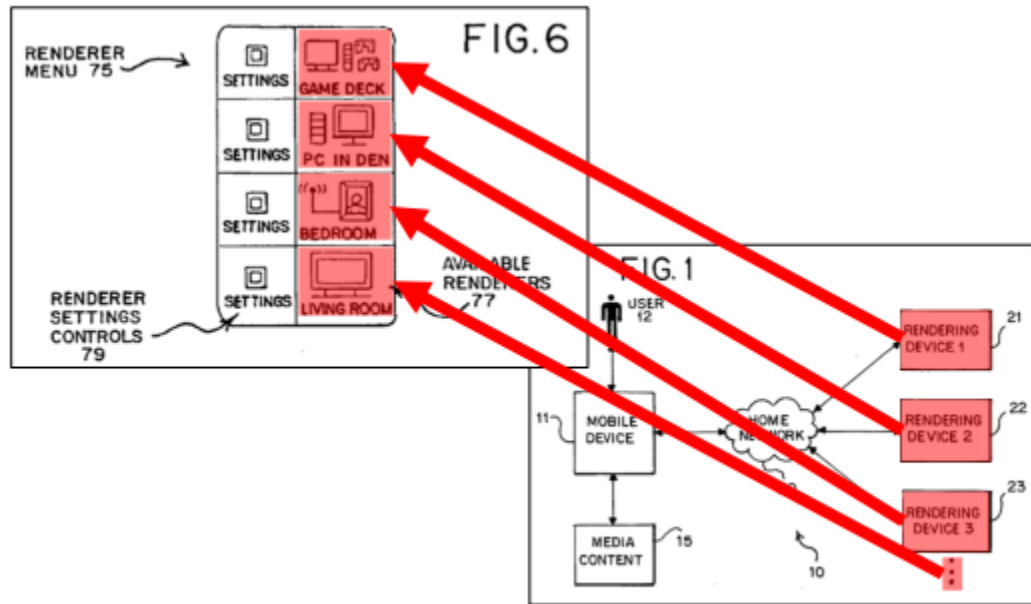 FIG.6
RENDERER
MENU 75
SETTINGS
GAME DECK
SETTINGS
PC IN DEN
SETTINGS
BEDROOM
SETTINGS
LIVING ROOM
AVAILABLE
RENDERERS
77
RENDERER
SETTINGS
CONTROLS
79
FIG.1
USER
12
11
MOBILE
DEVICE
HOME
NETWORK
RENDERING
DEVICE 1
21
RENDERING
DEVICE 2
22
RENDERING
DEVICE 3
23
MEDIA
CONTENT
15
10